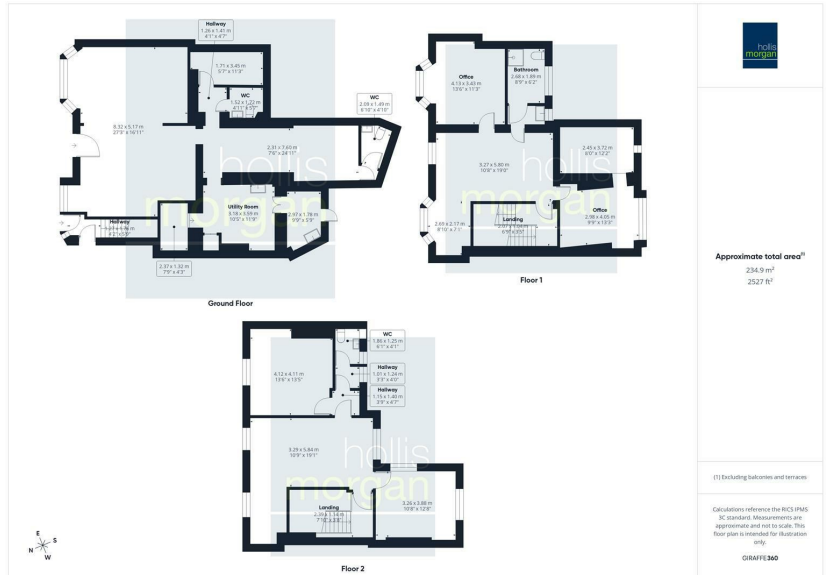 Hallway
1.26 x 1.41 m
4'1" x 4'7"
1.71 x 3.45 m
5'7" x 11'3"
WC
4'11" x 5'7"
WC
2.09 x 1.49 m
6'10" x 4'10"
8.32 x 5.17 m
27'3" x 16'11"
2.31 x 7.60 m
7'6" x 24'11"
hollis
morgan
Utility Room
3.18 x 3.59 m
10'5" x 11'9"
2.97 x 1.76 m
9'9" x 5'9"
Hallway
2.37 x 1.32 m
7'9" x 4'3"
Ground Floor
Office
4.13 x 3.43 m
13'6" x 11'3"
Bathroom
2.68 x 1.89 m
8'9" x 6'2"
3.27 x 5.80 m
10'8" x 19'0"
2.45 x 3.72 m
8'0" x 12'2"
hollis
morgan
Office
2.98 x 4.05 m
9'9" x 13'3"
2.69 x 2.17 m
8'10" x 7'1"
Landing
Floor 1
WC
1.86 x 1.25 m
6'1" x 4'1"
Hallway
1.01 x 1.24 m
3'3" x 4'0"
Hallway
1.15 x 1.40 m
3'9" x 4'7"
4.12 x 4.11 m
13'6" x 13'5"
3.29 x 5.84 m
10'9" x 19'1"
hollis
morgan
3.26 x 3.88 m
10'8" x 12'8"
Landing
Floor 2
E
S
N
W
hollis
morgan
Approximate total area(1)
234.9 m²
2527 ft²
(1) Excluding balconies and terraces
Calculations reference the RICS IPMS
3C standard. Measurements are
approximate and not to scale. This
floor plan is intended for illustration
only.
GIRAFFE360